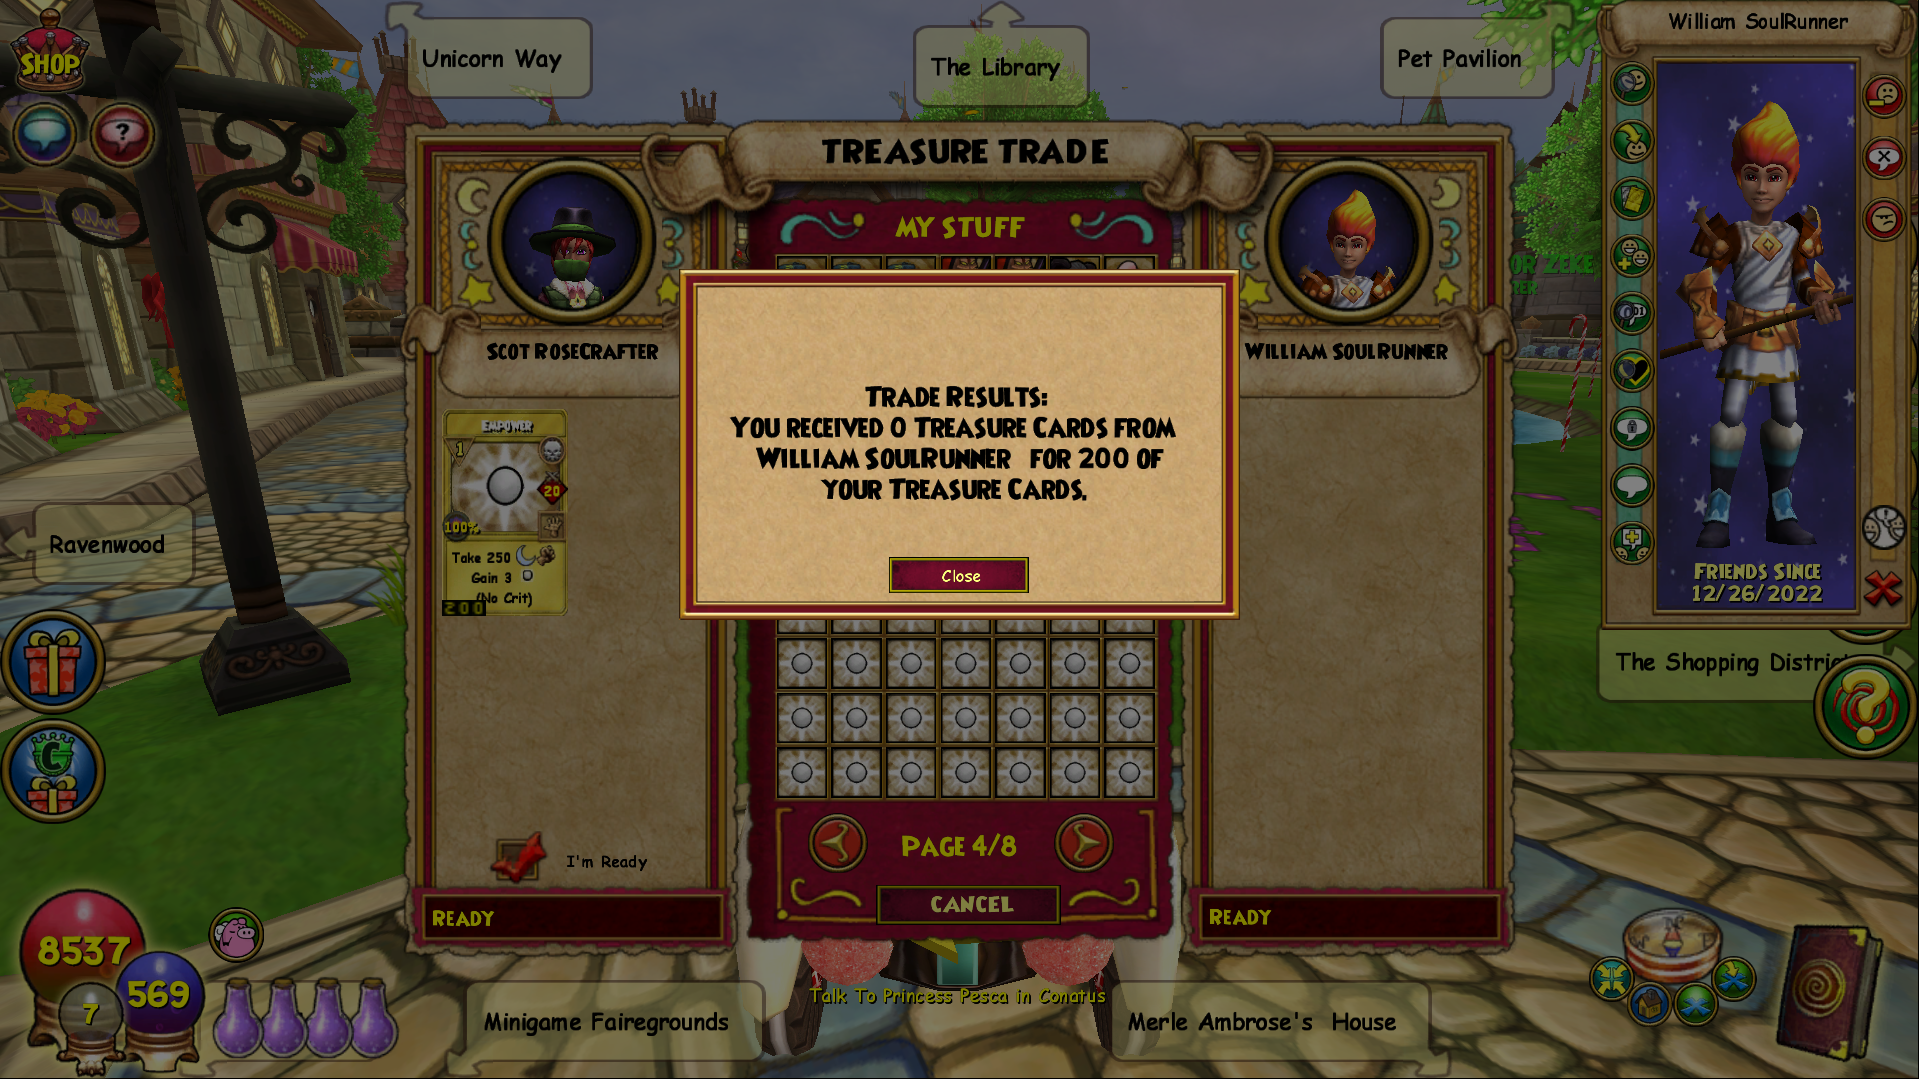 SHOP
Unicorn Way
The Library
Pet Pavilion
William SoulRunner
?
TREASURE TRADE
MY STUFF
OR ZEKE
SCOT ROSECRAFTER
WILLIAM SOULRUNNER
TRADE RESULTS:
YOU RECEIVED 0 TREASURE CARDS FROM
WILLIAM SOULRUNNER FOR 200 OF
YOUR TREASURE CARDS.
Close
EMPOWER
1
20
100%
Take 250
Gain 3
(No Crit)
200
Ravenwood
FRIENDS SINCE
12/26/2022
The Shopping Distric
I'm Ready
PAGE 4/8
CANCEL
READY
READY
8537
569
7
Talk To Princess Pesca in Conatus
Minigame Fairegrounds
Merle Ambrose's House